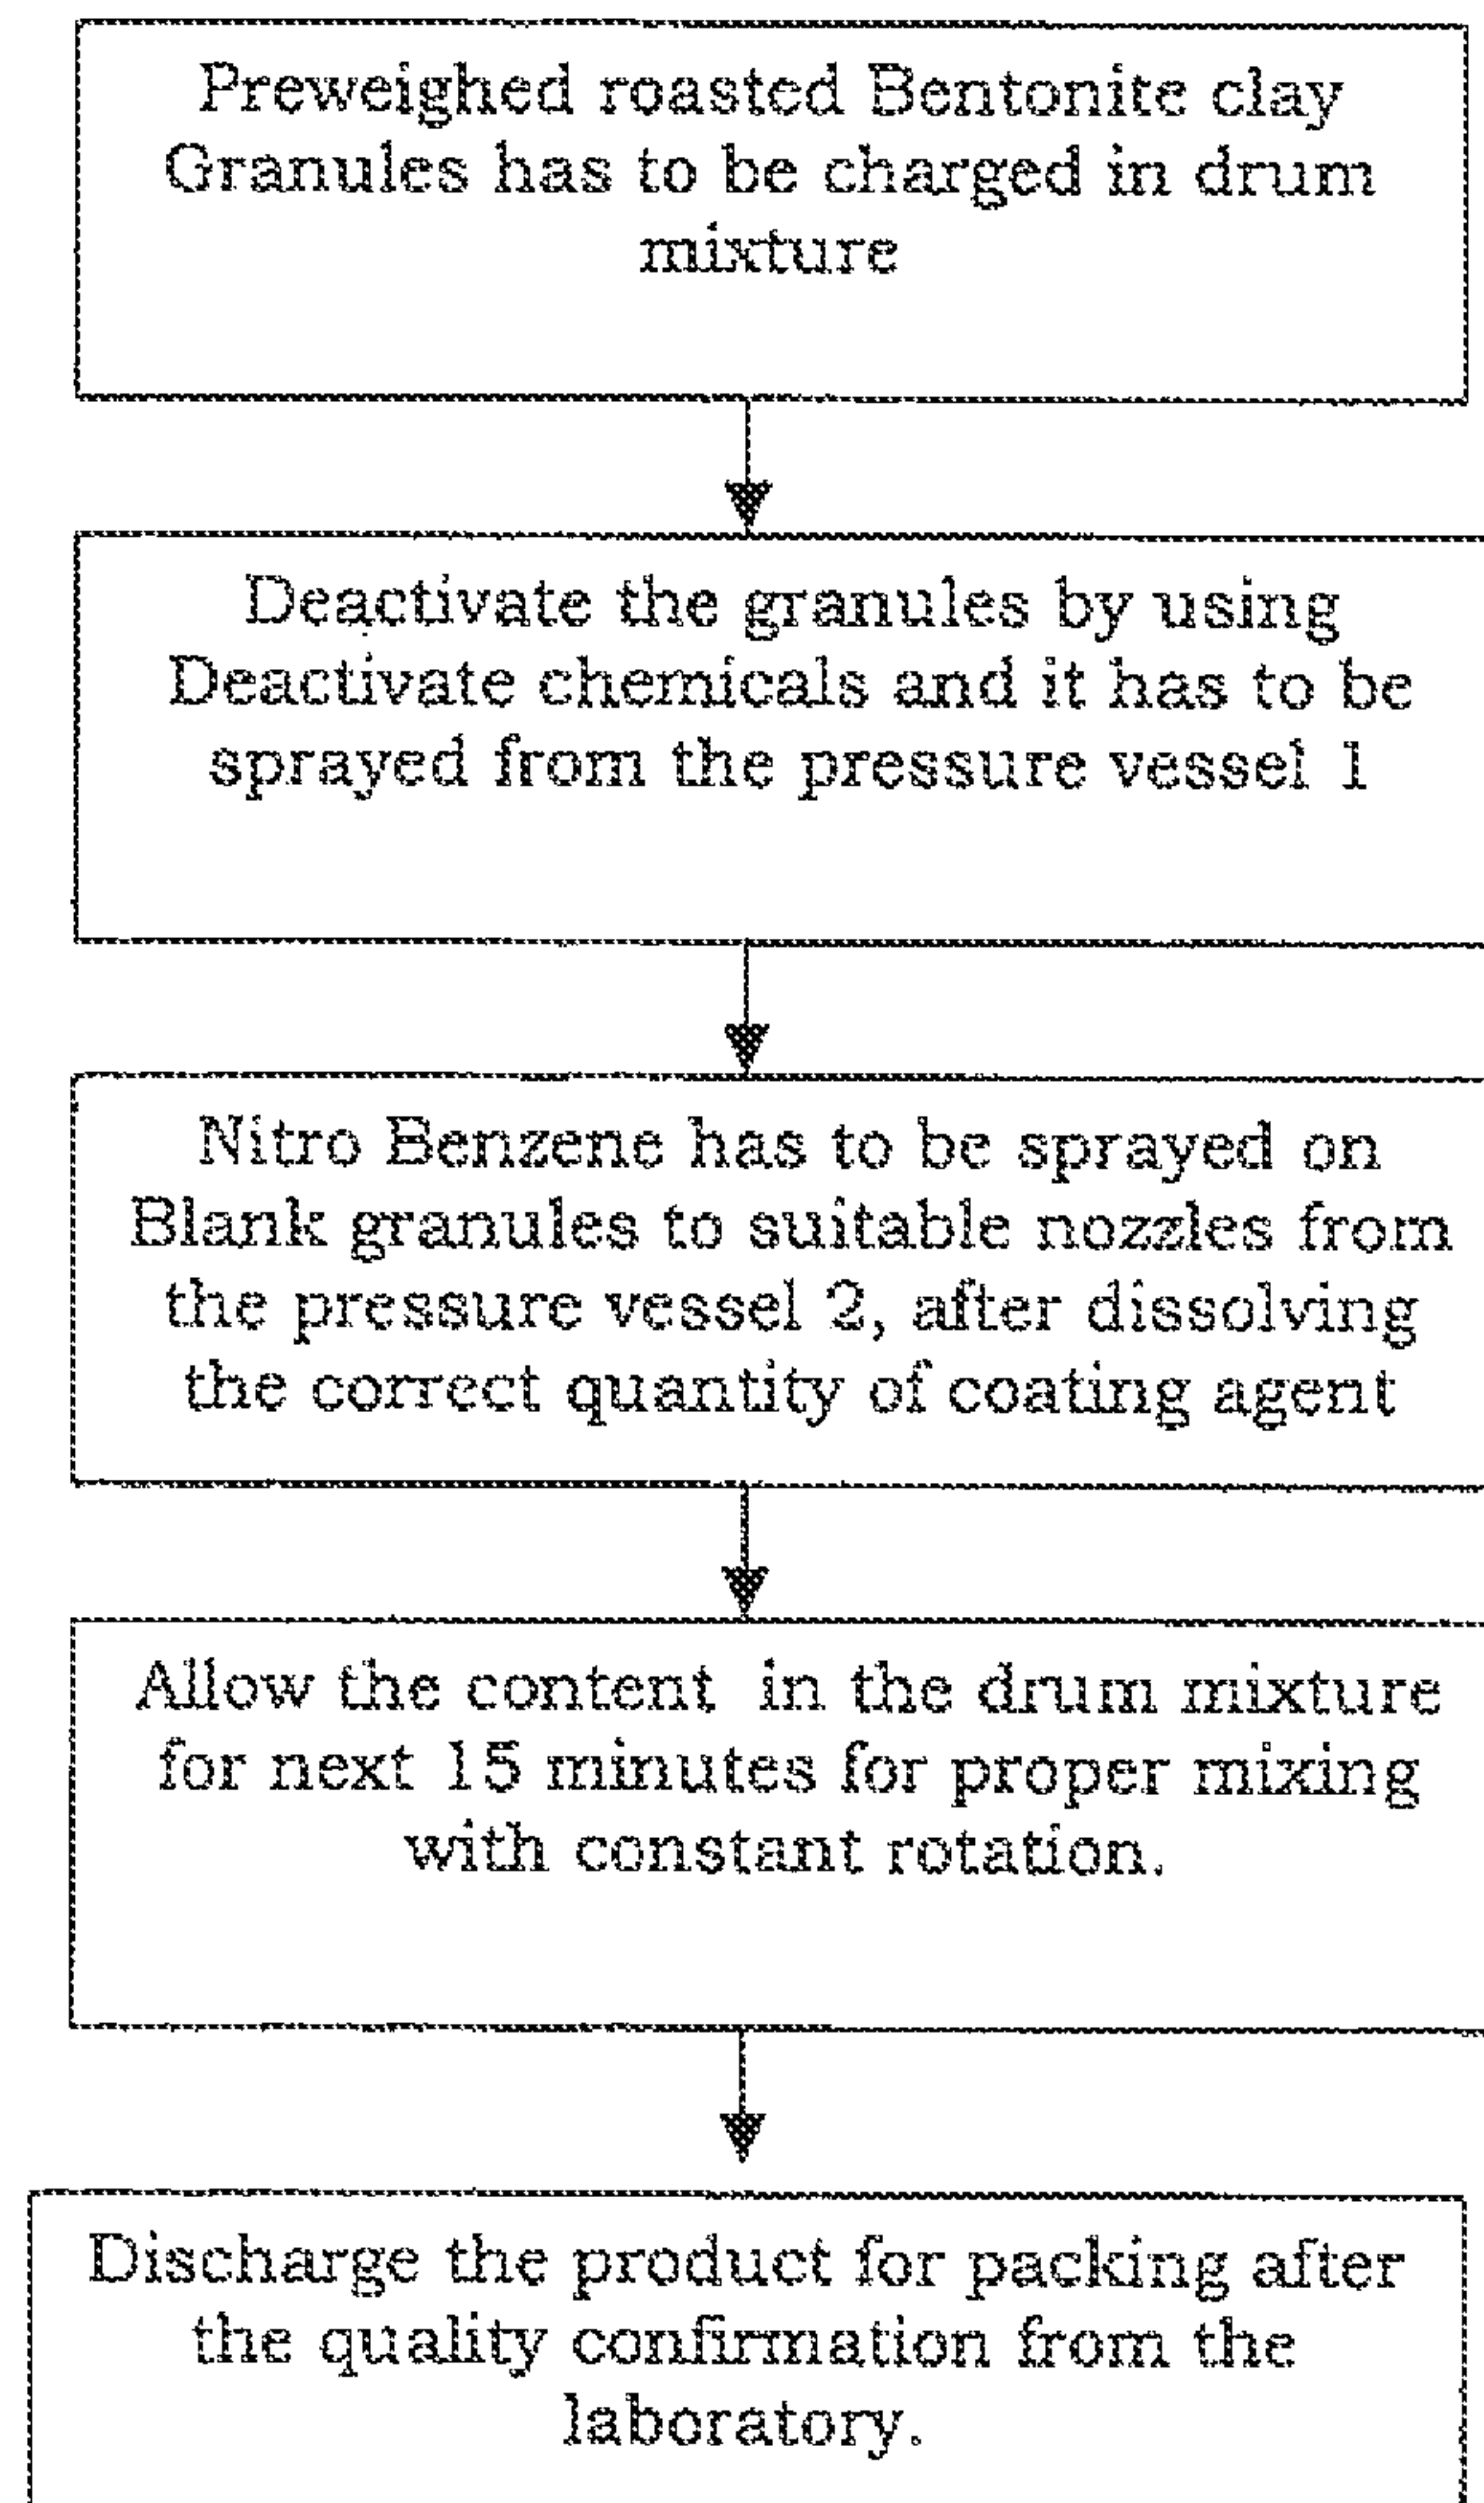 Preweighed roasted Bentonite clay
Granules has to be charged in drum
mixture
Deactivate the granules by using
Deactivate chemicals and it has to be
sprayed from the pressure vessel 1
Nitro Benzene has to be sprayed on
Blank granules to suitable nozzles from
the pressure vessel 2, after dissolving
the correct quantity of coating agent
Allow the content in the drum mixture
for next 15 minutes for proper mixing
with constant rotation.
Discharge the product for packing after
the quality confirmation from the
laboratory.